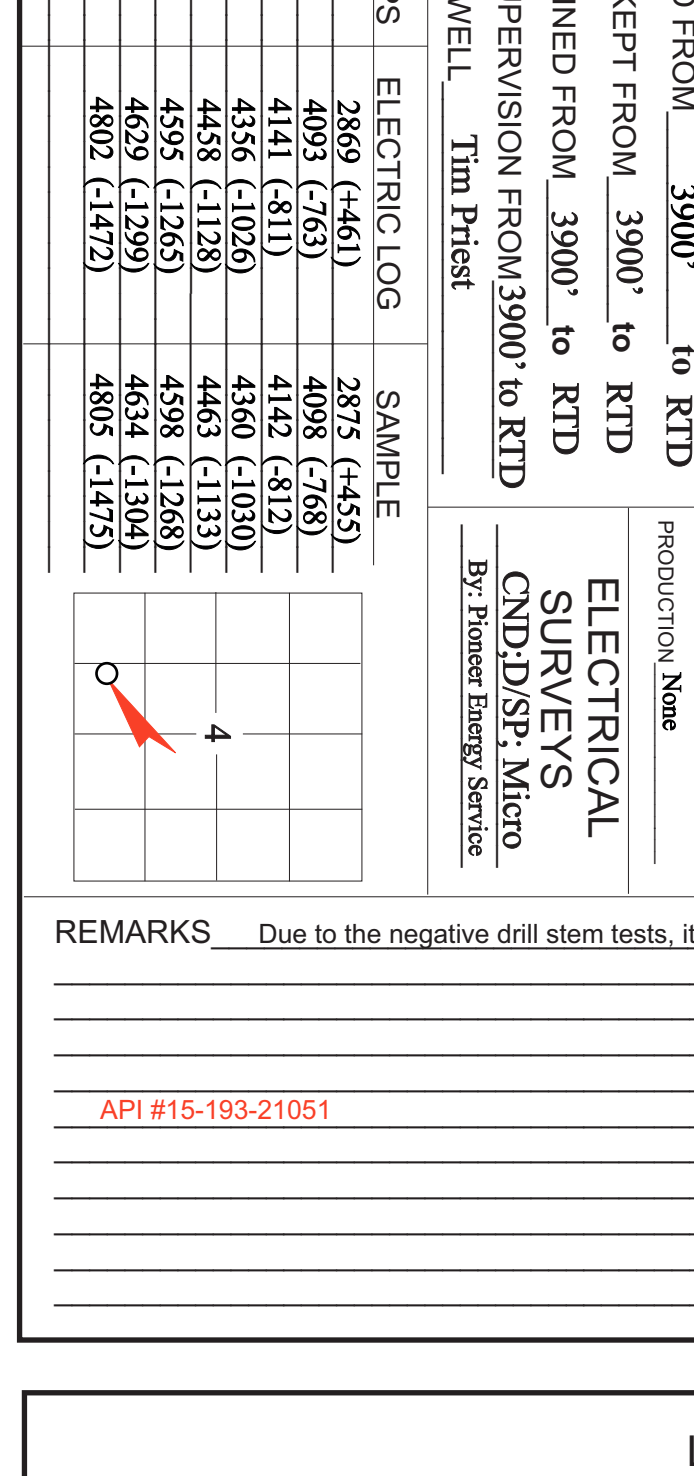 FROM 3900’ to RTD
KEPT FROM 3900’ to RTD
FROM 3900’ to RTD
FROM 3900’ to RTD
WELL Tim Priest
PRODUCTION None
ELECTRICAL
SURVEYS
CND;D/SP; Micro
By: Pioneer Energy Service
ELECTRIC LOG SAMPLE
2869 (+461) 2875 (+455)
4093 (-763) 4098 (-768)
4141 (-811) 4142 (-812)
4356 (-1026) 4360 (-1030)
4458 (-1128) 4463 (-1133)
4595 (-1265) 4598 (-1268)
4629 (-1299) 4634 (-1304)
4802 (-1472) 4805 (-1475)
4
REMARKS Due to the negative drill stem tests, it
API #15-193-21051